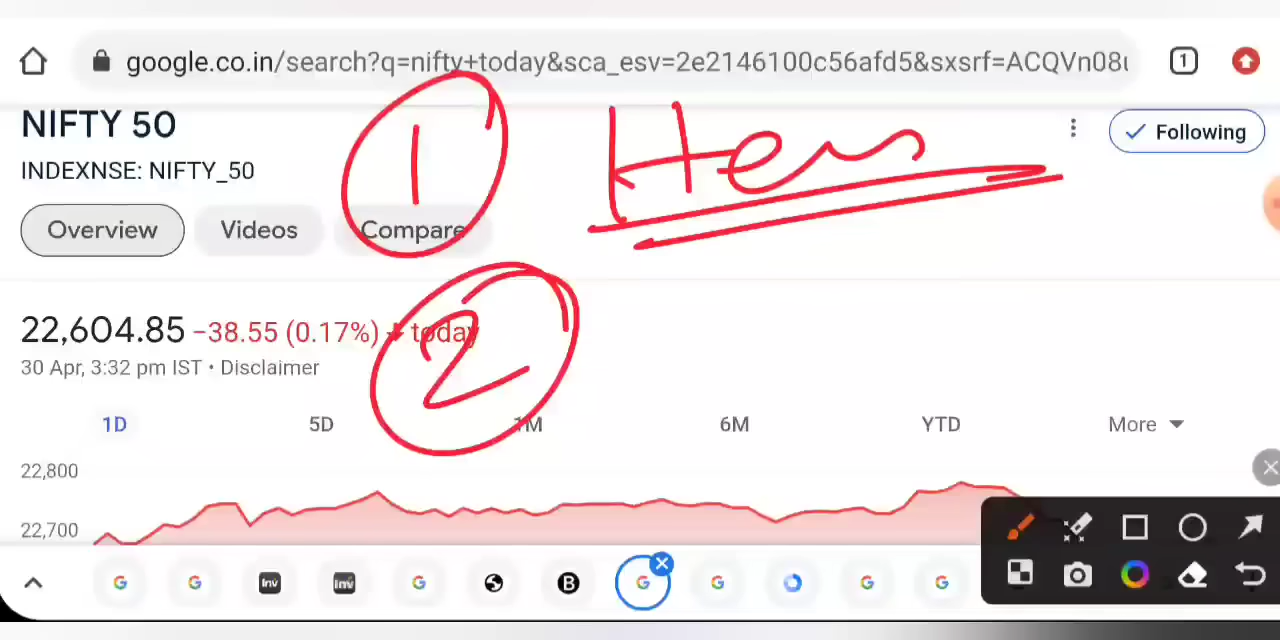 google.co.in/search?q=nifty+today&sca_esv=2e2146100c56afd5&sxsrf=ACQVn08
1
NIFTY 50
1
Following
INDEXNSE: NIFTY_50
Overview
Videos
Compare
22,604.85 −38.55 (0.17%) today
2
30 Apr, 3:32 pm IST • Disclaimer
1D
5D
1M
6M
YTD
More
22,800
22,700
Inv
Inv